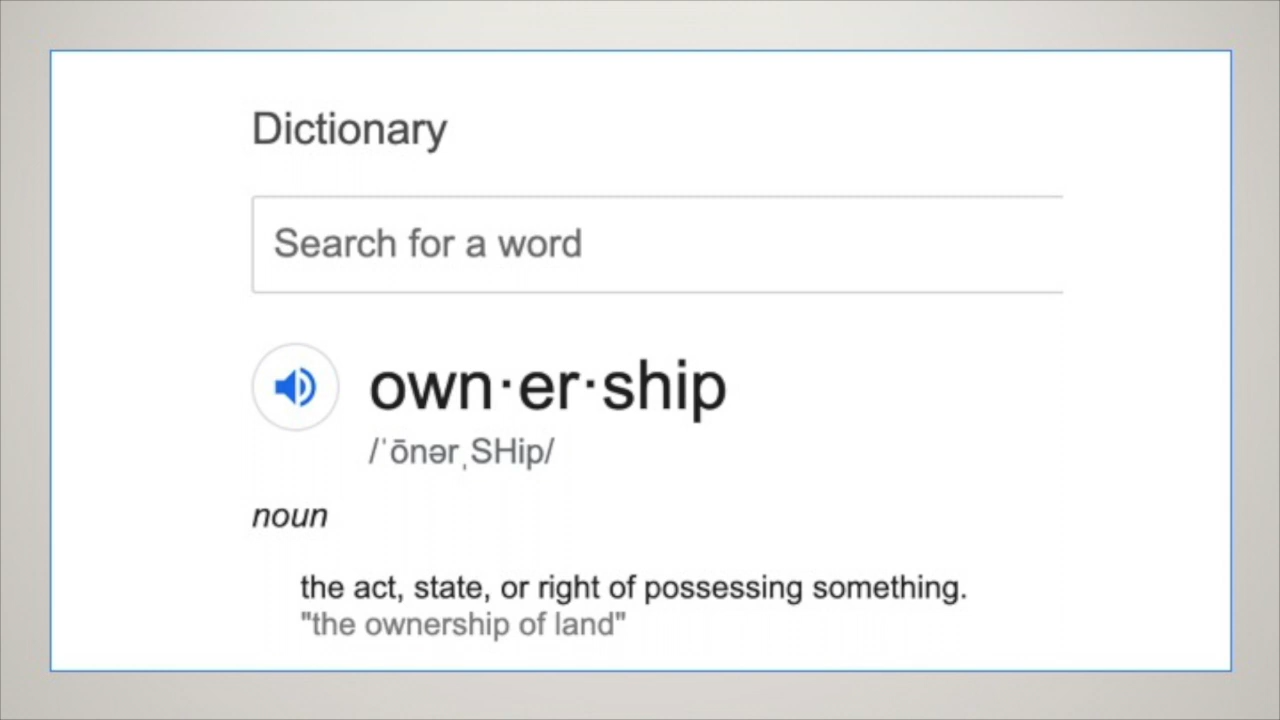 Dictionary
Search for a word
own·er·ship
/ˈōnərˌSHip/
noun
the act, state, or right of possessing something.
"the ownership of land"